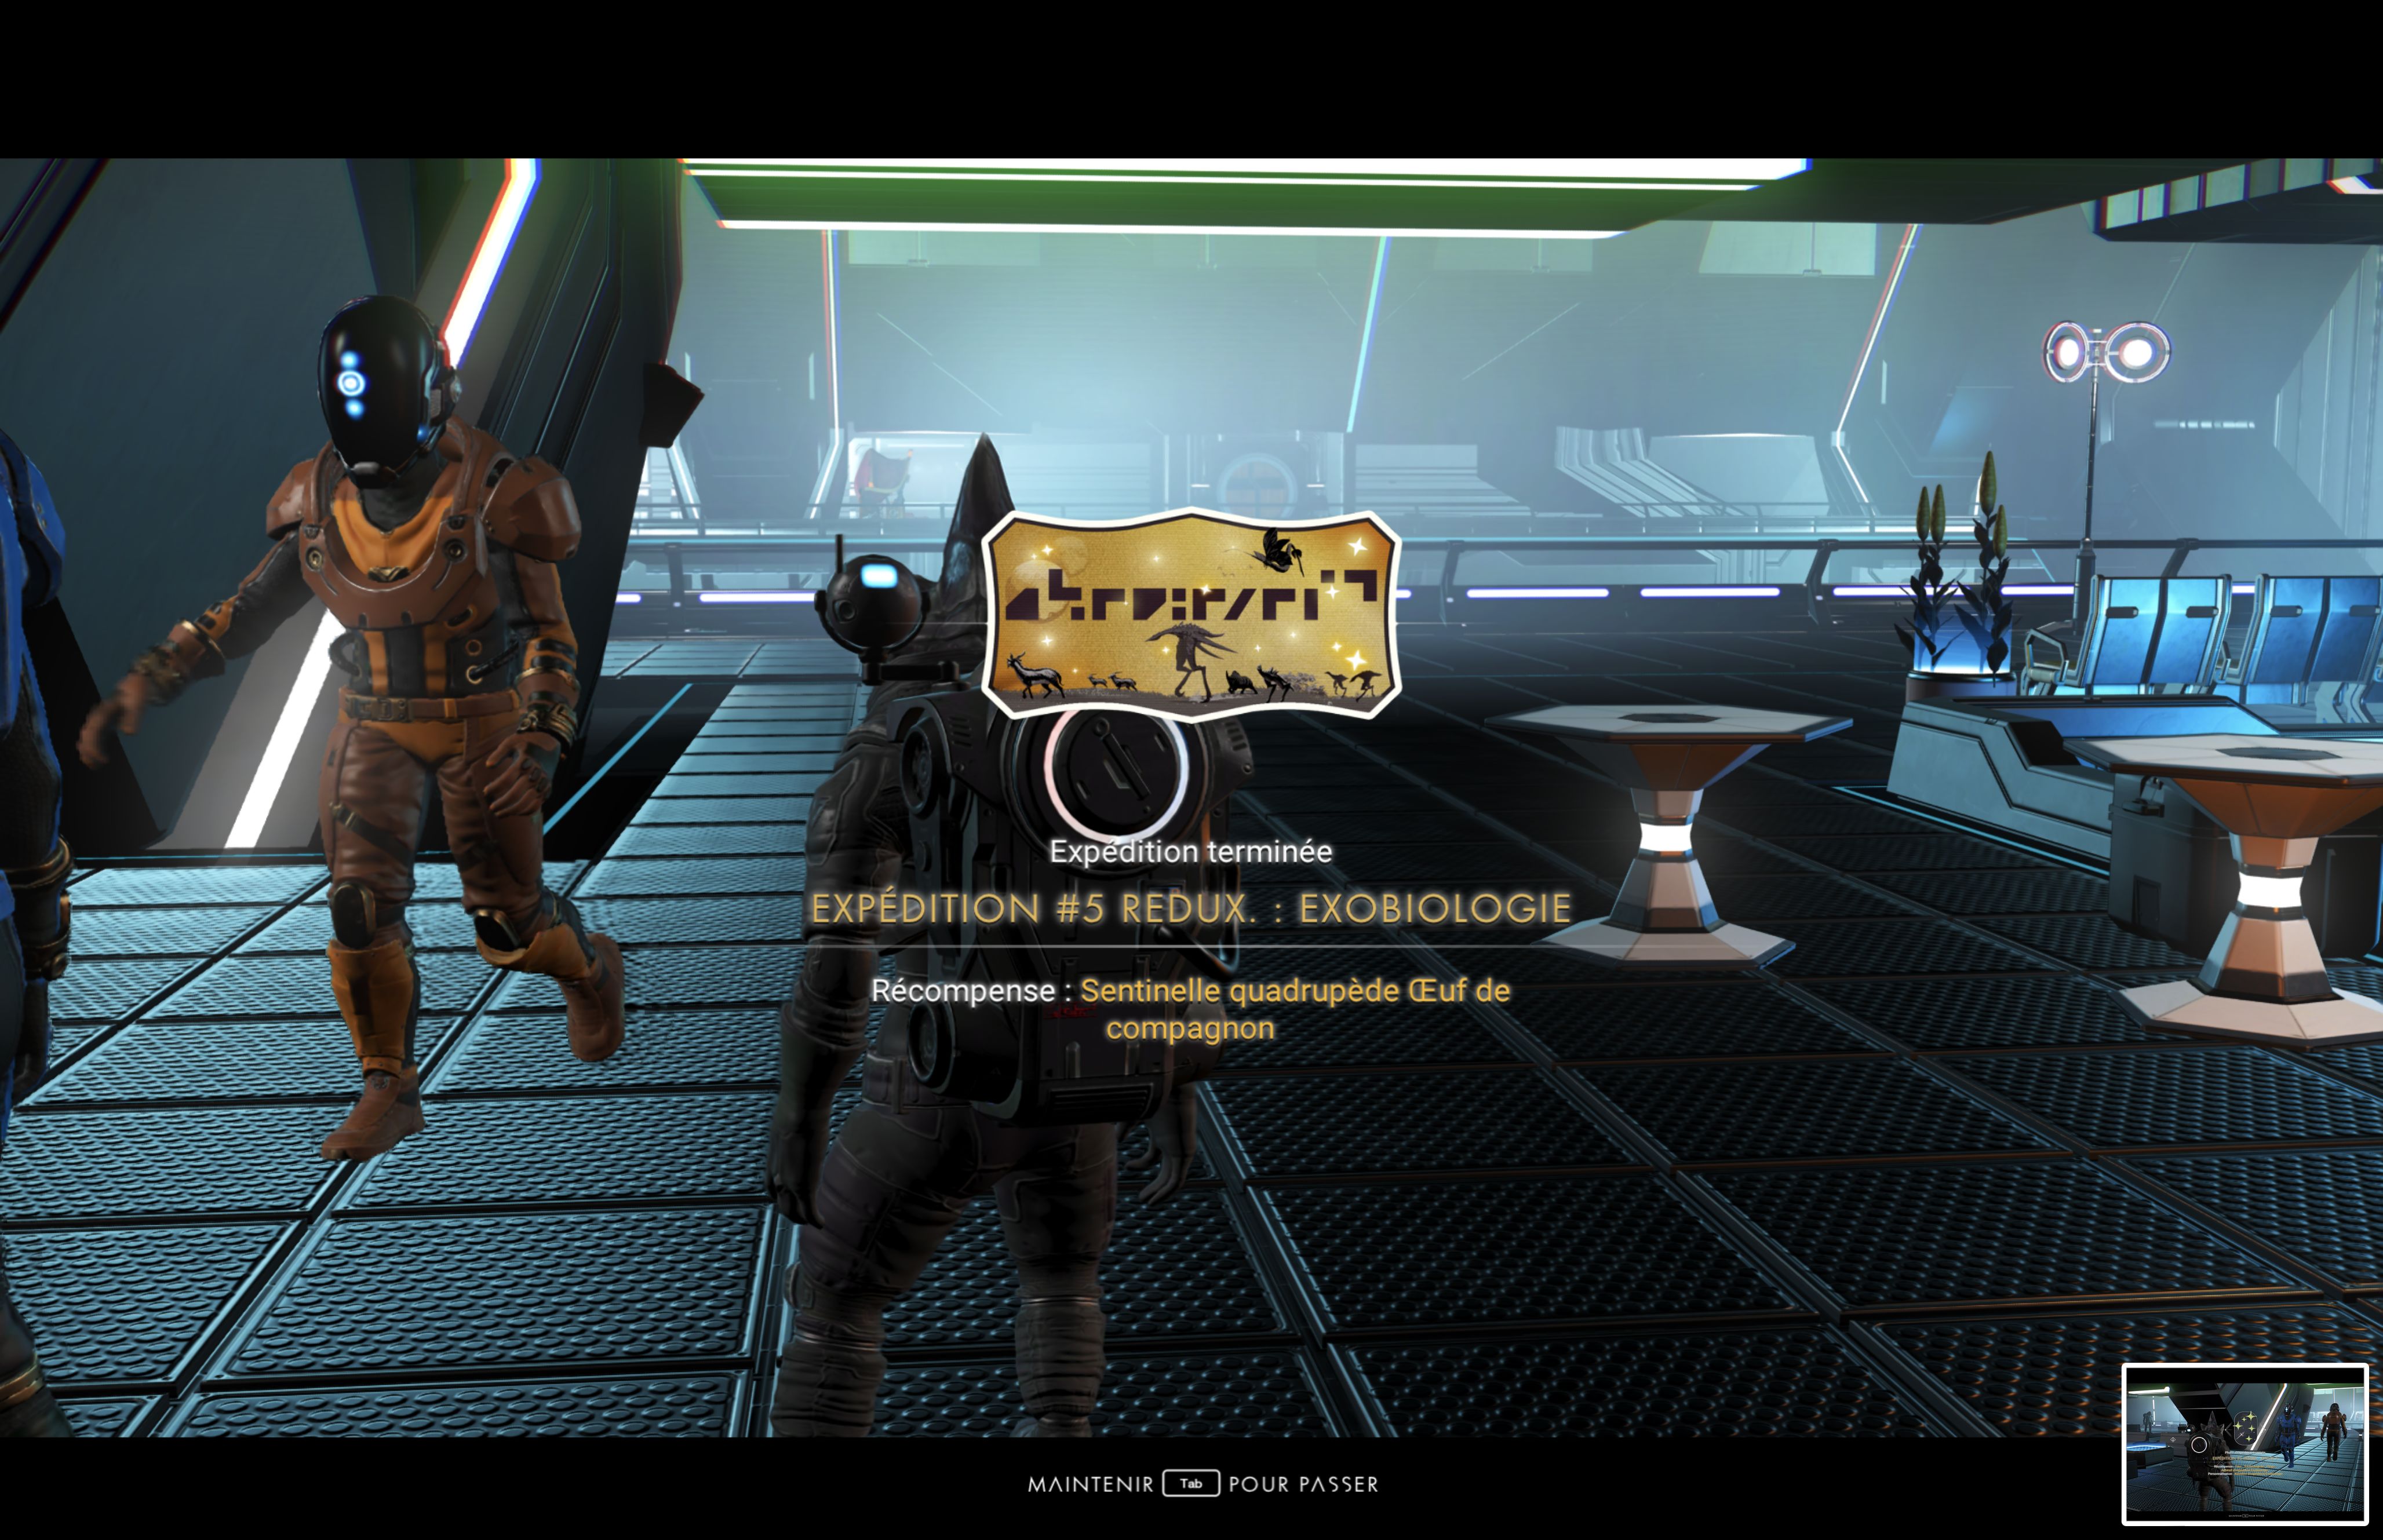 Expédition terminée
EXPÉDITION #5 REDUX. : EXOBIOLOGIE
Récompense : Sentinelle quadrupède Œuf de
compagnon
MAINTENIR Tab POUR PASSER